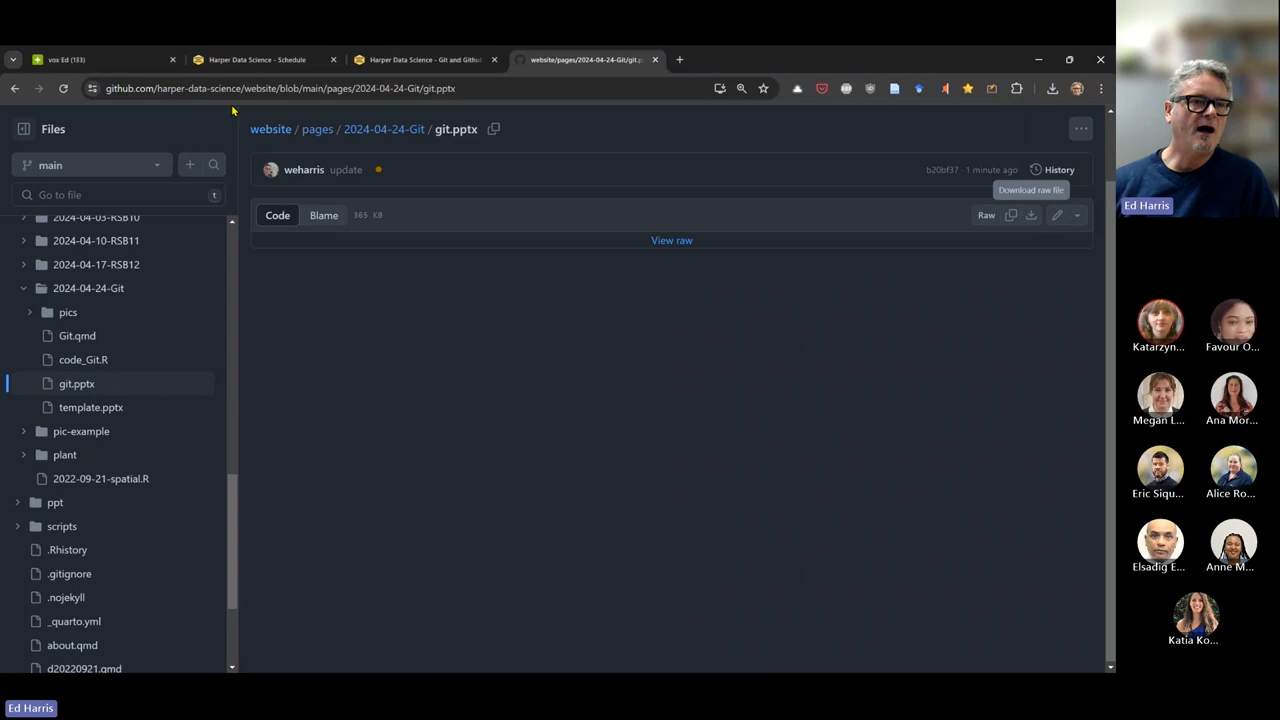 vox Ed (133)
Harper Data Science - Schedule
Harper Data Science - Git and Github
website/pages/2024-04-24-Git/git.p
github.com/harper-data-science/website/blob/main/pages/2024-04-24-Git/git.pptx
Files
website / pages / 2024-04-24-Git / git.pptx
main
weharris update
b20bf37 · 1 minute ago
History
Download raw file
Go to file
t
Code
Blame
365 KB
Raw
View raw
2024-04-03-RSB10
2024-04-10-RSB11
2024-04-17-RSB12
2024-04-24-Git
pics
Git.qmd
code_Git.R
git.pptx
template.pptx
pic-example
plant
2022-09-21-spatial.R
ppt
scripts
.Rhistory
.gitignore
.nojekyll
_quarto.yml
about.qmd
d20220921.qmd
Ed Harris
Katarzyn...
Favour O...
Megan L...
Ana Mor...
Eric Siqu...
Alice Ro...
Elsadig E...
Anne M...
Katia Ko...
Ed Harris